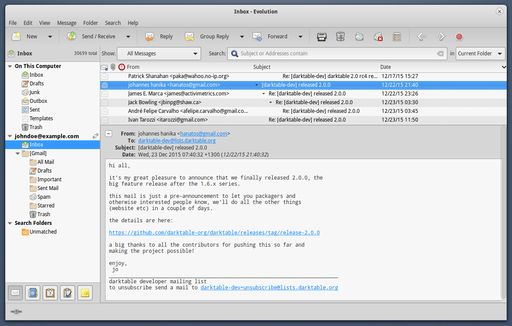 Inbox - Evolution
File Edit View Message Folder Search Help
New Send / Receive Reply Group Reply Forward
Inbox 30699 total Show: All Messages Search: Subject or Addresses contain in Current Folder
On This Computer
Inbox
Drafts
Junk
Outbox
Sent
Templates
Trash
johndoe@example.com
Inbox
[Gmail]
All Mail
Drafts
Important
Sent Mail
Spam
Starred
Trash
Search Folders
Unmatched
From Subject Date
Patrick Shanahan <paka@wahoo.no-ip.org> Re: [darktable-dev] darktable 2.0 rc4 re... 12/17/15 15:27
johannes hanika <hanatos@gmail.com> [darktable-dev] released 2.0.0 12/22/15 21:40
James E. Marca <james@activimetrics.com> Re: [darktable-dev] released 2.0.0 12/22/15 23:26
Jack Bowling <jbinpg@shaw.ca> Re: [darktable-dev] released 2.0.0 12/23/15 03:26
André Felipe Carvalho <afelipe.carvalho@gmail.co... Re: [darktable-dev] released 2.0.0 12/23/15 03:45
Ivan Tarozzi <itarozzi@gmail.com> Re: [darktable-dev] released 2.0.0 12/23/15 11:50
From: johannes hanika <hanatos@gmail.com>
To: darktable-dev@lists.darktable.org
Subject: [darktable-dev] released 2.0.0
Date: Wed, 23 Dec 2015 07:40:32 +1300 (12/22/15 21:40:32)
hi all,
it's my great pleasure to announce that we finally released 2.0.0, the
big feature release after the 1.6.x series.
this mail is just a pre-announcement to let you packagers and
otherwise interested people know, we'll do all the other things
(website etc) in a couple of days.
the details are here:
https://github.com/darktable-org/darktable/releases/tag/release-2.0.0
a big thanks to all the contributors for pushing this so far and
making the project possible!
enjoy,
jo
darktable developer mailing list
to unsubscribe send a mail to darktable-dev+unsubscribe@lists.darktable.org